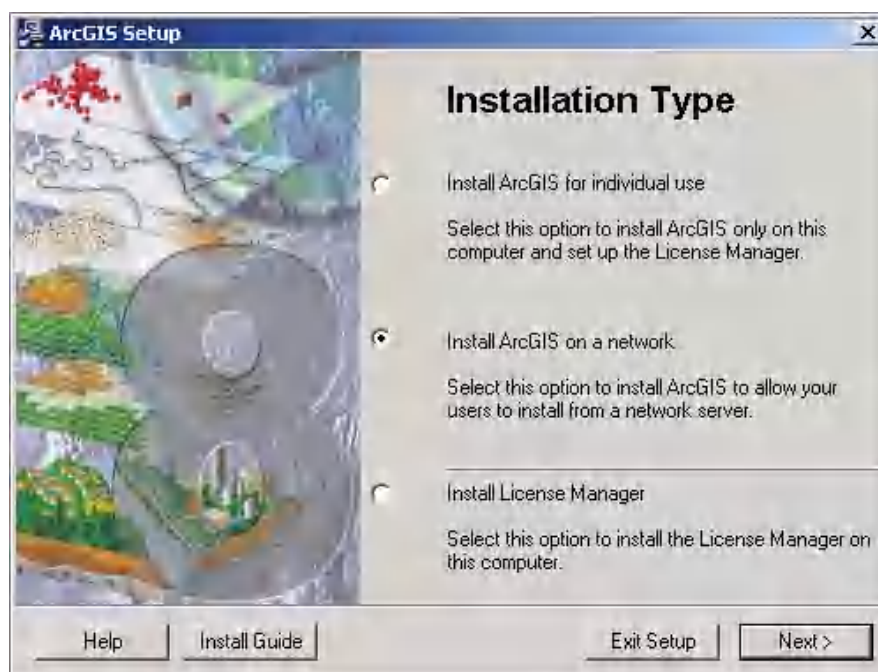 ArcGIS Setup
Installation Type
Install ArcGIS for individual use
Select this option to install ArcGIS only on this
computer and set up the License Manager.
Install ArcGIS on a network
Select this option to install ArcGIS to allow your
users to install from a network server.
Install License Manager
Select this option to install the License Manager on
this computer.
Help
Install Guide
Exit Setup
Next >